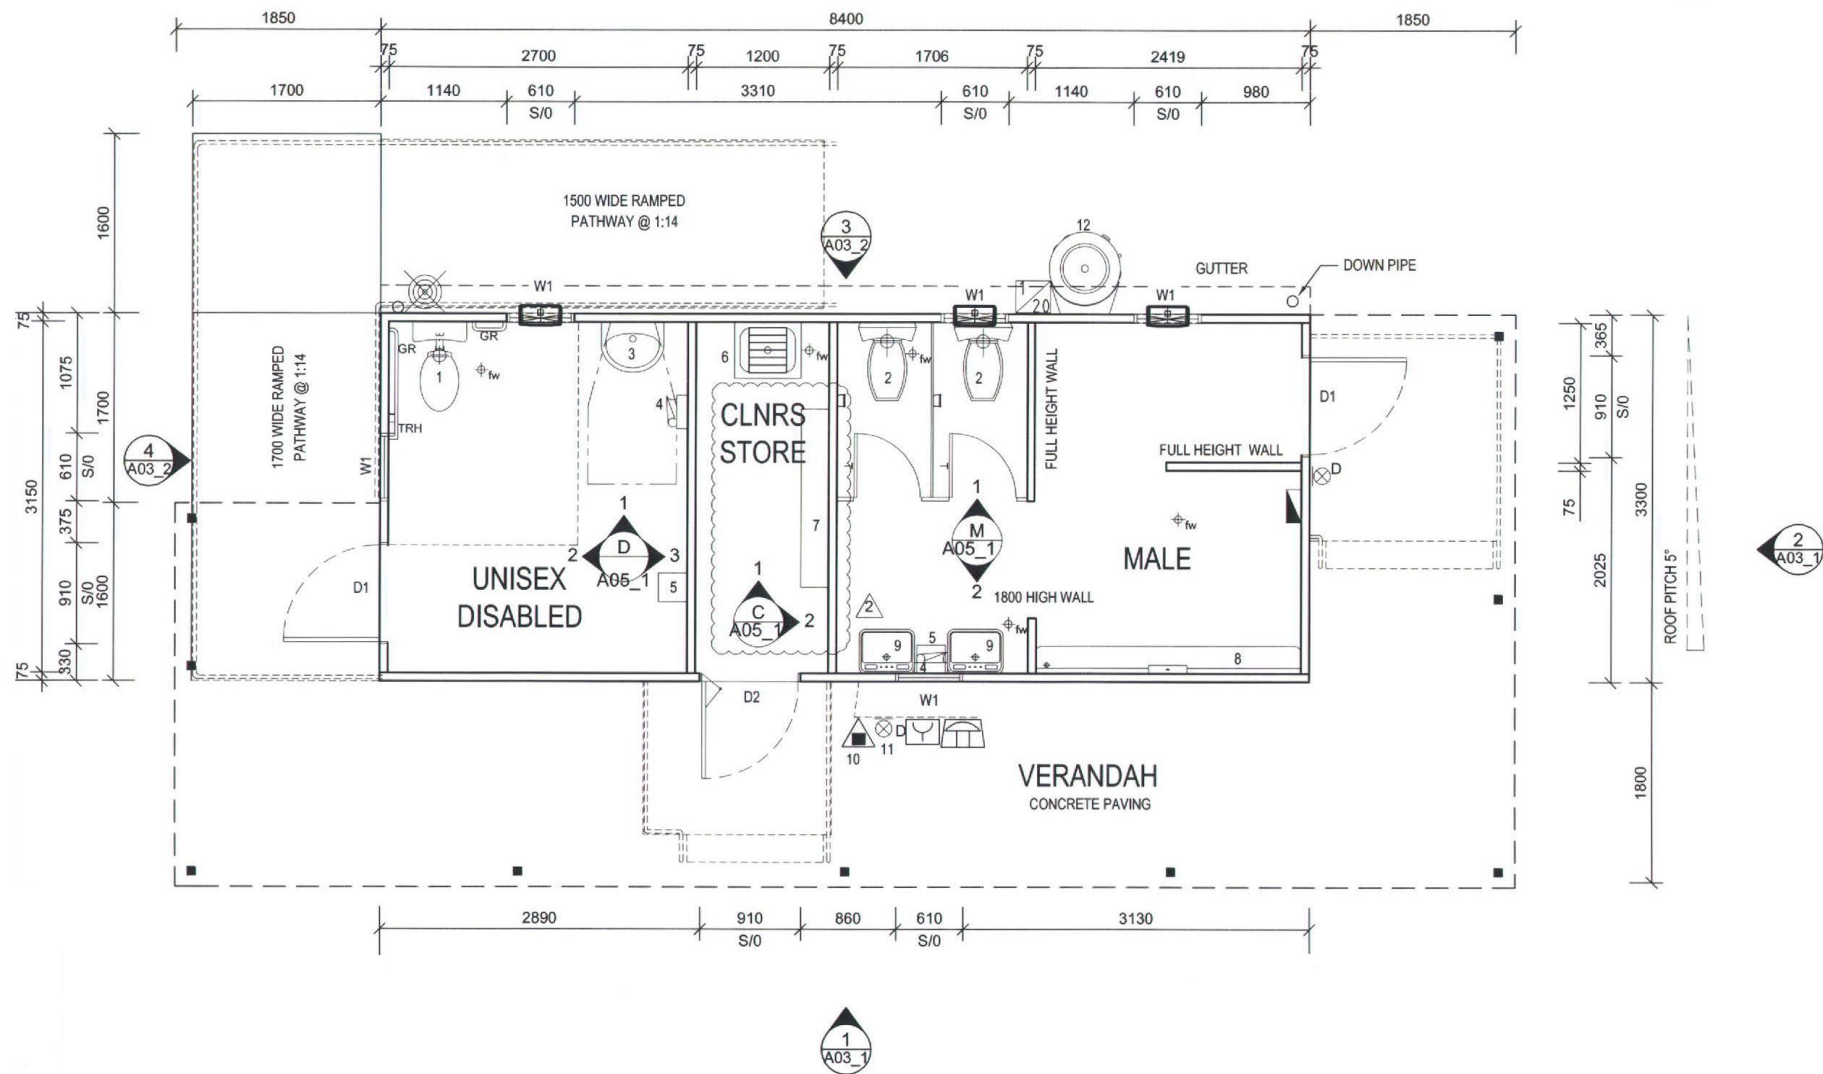 1850 8400 1850
75 2700 75 1200 75 1706 75 2419 75
1700 1140 610 3310 610 1140 610 980
S/0 S/0 S/0
1500 WIDE RAMPED
PATHWAY @ 1:14
3
A03_2
12
GUTTER
DOWN PIPE
W1 W1 W1
1 20
1600
75
1075
1700
610
S/0
3150
375
910
S/0
1600
330
75
1700 WIDE RAMPED
PATHWAY @ 1:14
4
A03_2
GR GR
1
fw
3
6
fw
2
fw
2
4
TRH
W1
CLNRS
STORE
FULL HEIGHT WALL
FULL HEIGHT WALL
D1
D
365
1250
910
S/0
75
3300
2025
ROOF PITCH 5°
1800
2
A03_1
1
2 D 3
A05_1
7
1
M
A05_1
2
fw
MALE
D1
UNISEX
DISABLED
5
1
C 2
A05_1
2
1800 HIGH WALL
fw
9 5 9
4
8
D2
W1
D
10
11
VERANDAH
CONCRETE PAVING
2890 910 860 610 3130
S/0 S/0
1
A03_1